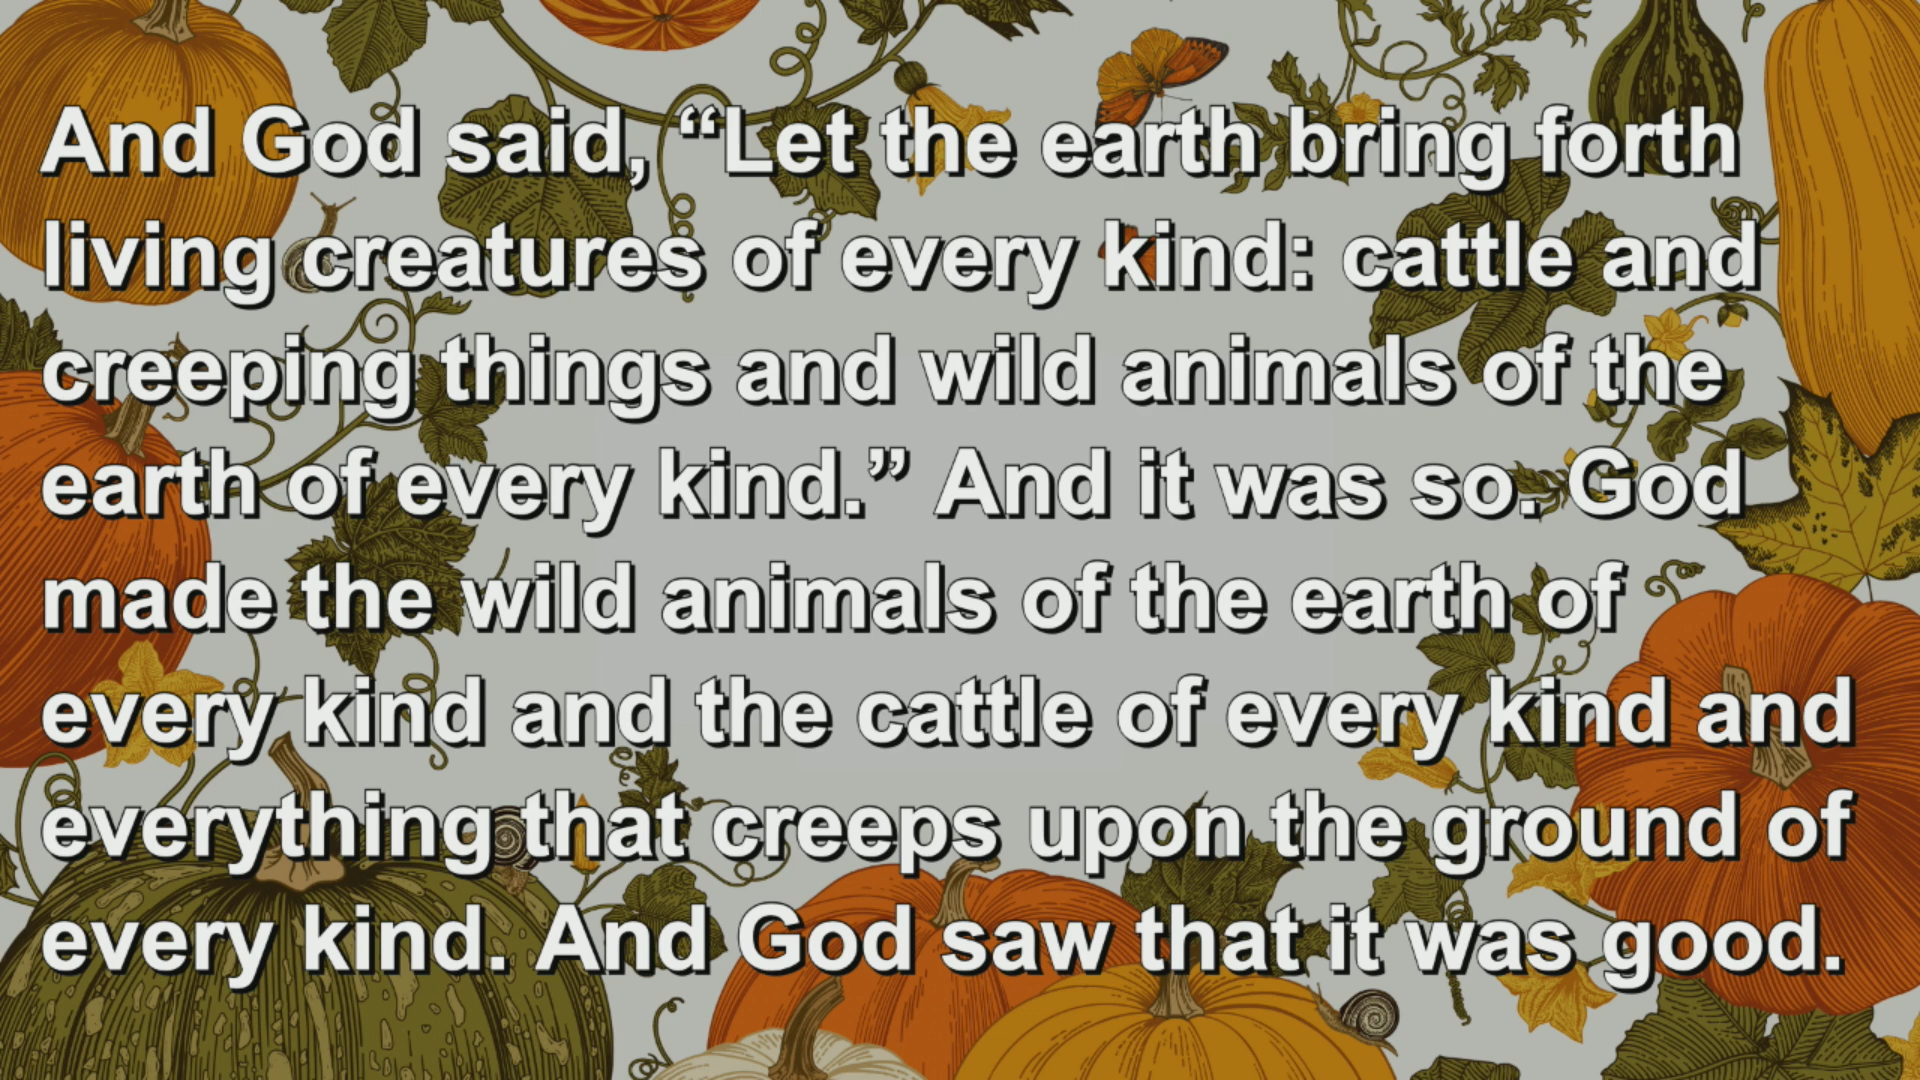 And God said, “Let the earth bring forth
living creatures of every kind: cattle and
creeping things and wild animals of the
earth of every kind.” And it was so. God
made the wild animals of the earth of
every kind and the cattle of every kind and
everything that creeps upon the ground of
every kind. And God saw that it was good.